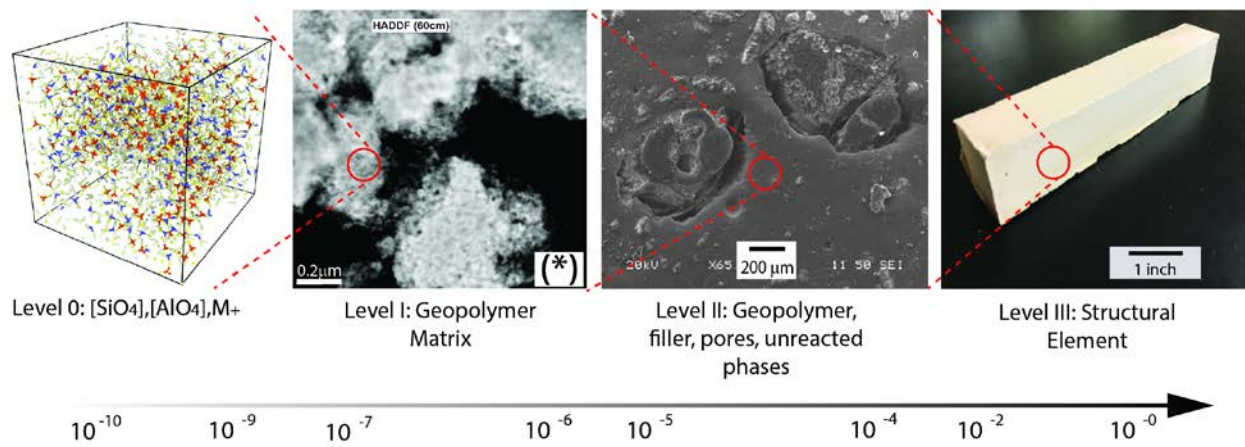 HADDF (60cm)
0.2μm
(*)
200 μm
20kV X65 11 50 SEI
1 inch
Level 0: [SiO4],[AlO4],M+
Level I: Geopolymer
Matrix
Level II: Geopolymer,
filler, pores, unreacted
phases
Level III: Structural
Element
10-10 10-9 10-7 10-6 10-5 10-4 10-2 10-0